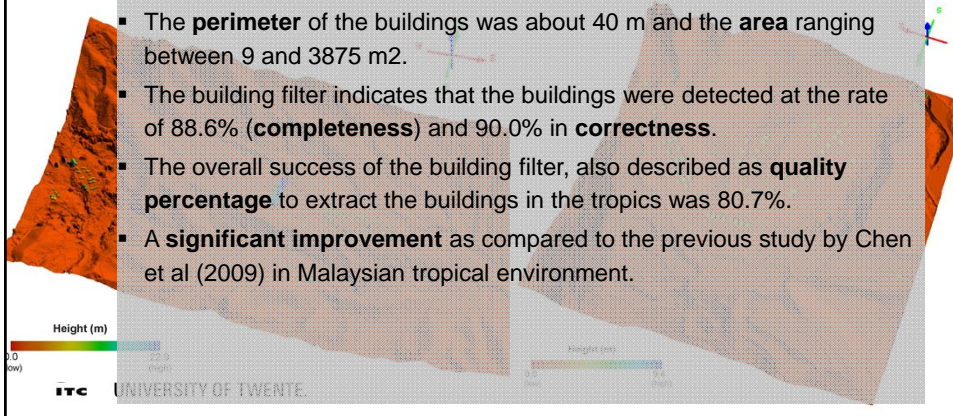 ▪ The perimeter of the buildings was about 40 m and the area ranging
between 9 and 3875 m2.
▪ The building filter indicates that the buildings were detected at the rate
of 88.6% (completeness) and 90.0% in correctness.
▪ The overall success of the building filter, also described as quality
percentage to extract the buildings in the tropics was 80.7%.
▪ A significant improvement as compared to the previous study by Chen
et al (2009) in Malaysian tropical environment.
Height (m)
Height (m)
ITC UNIVERSITY OF TWENTE.